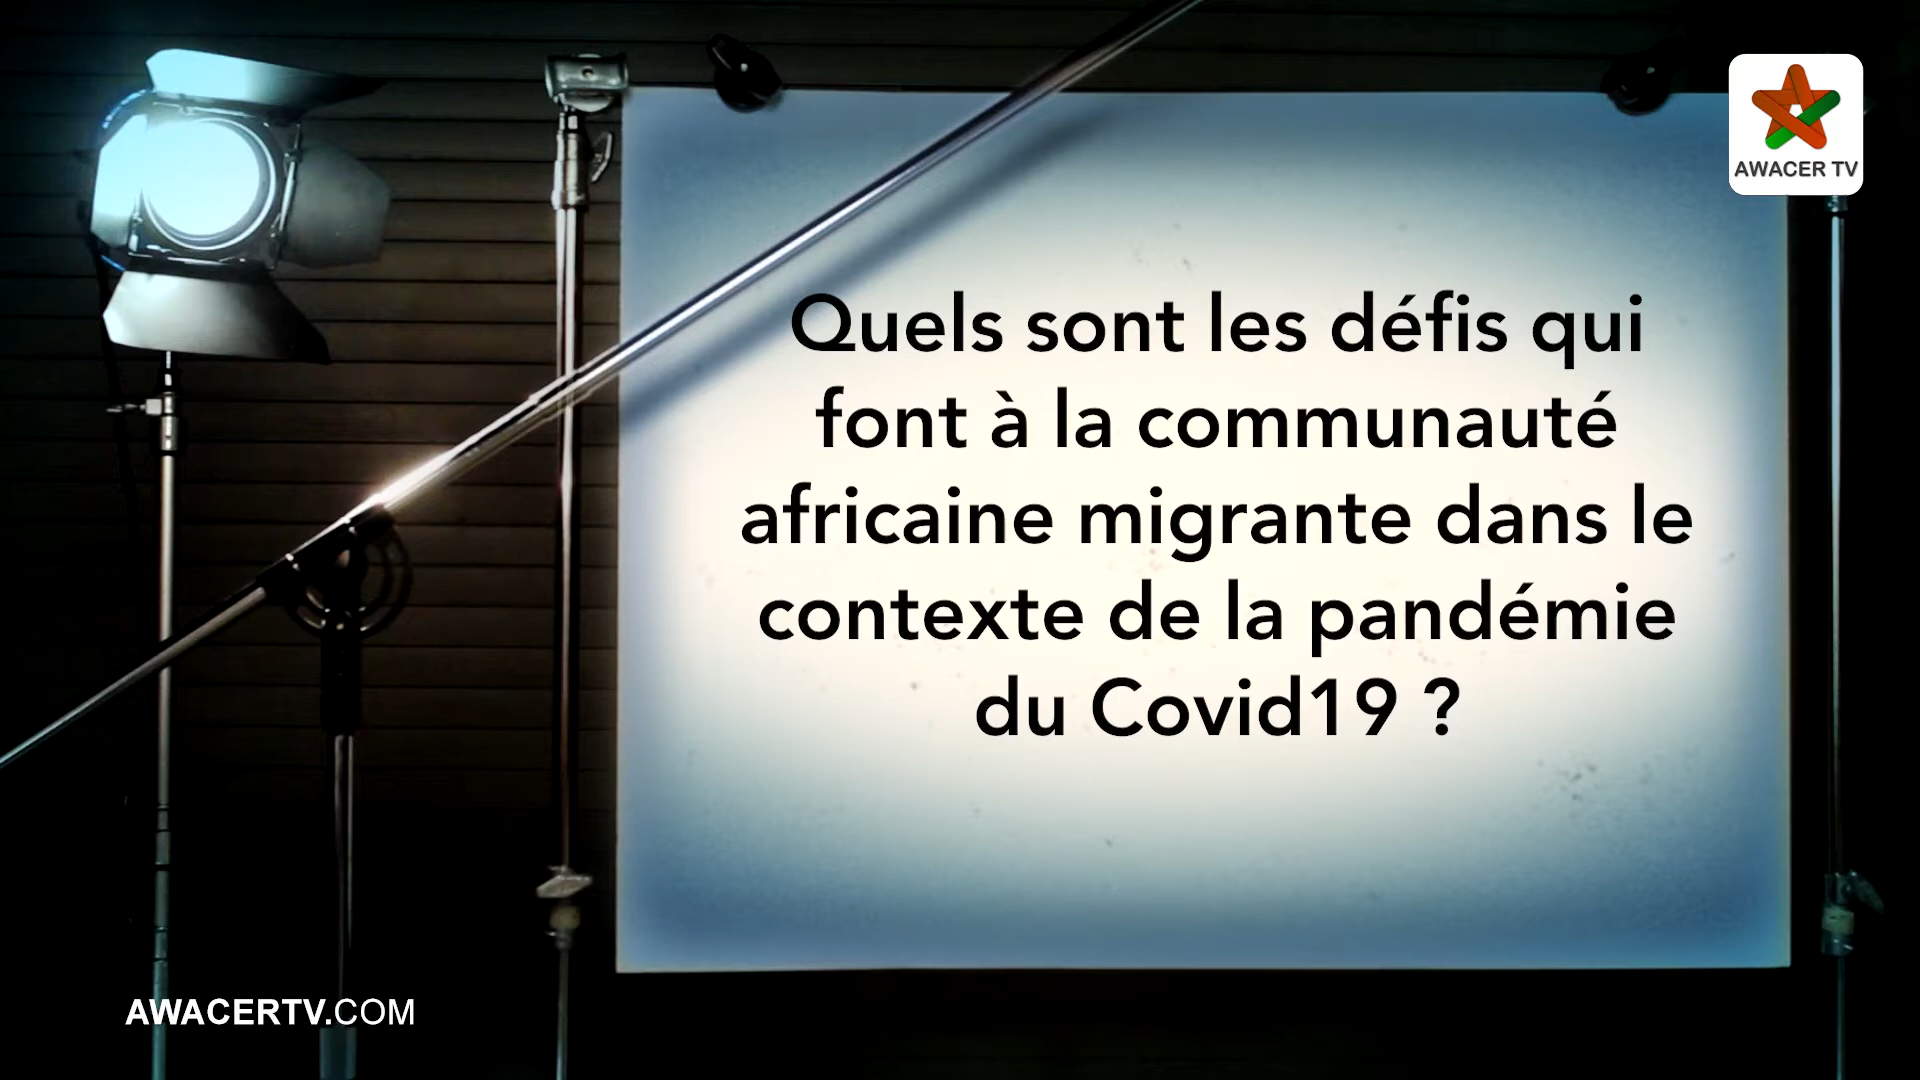 AWACER TV
Quels sont les défis qui
font à la communauté
africaine migrante dans le
contexte de la pandémie
du Covid19 ?
AWACERTV.COM